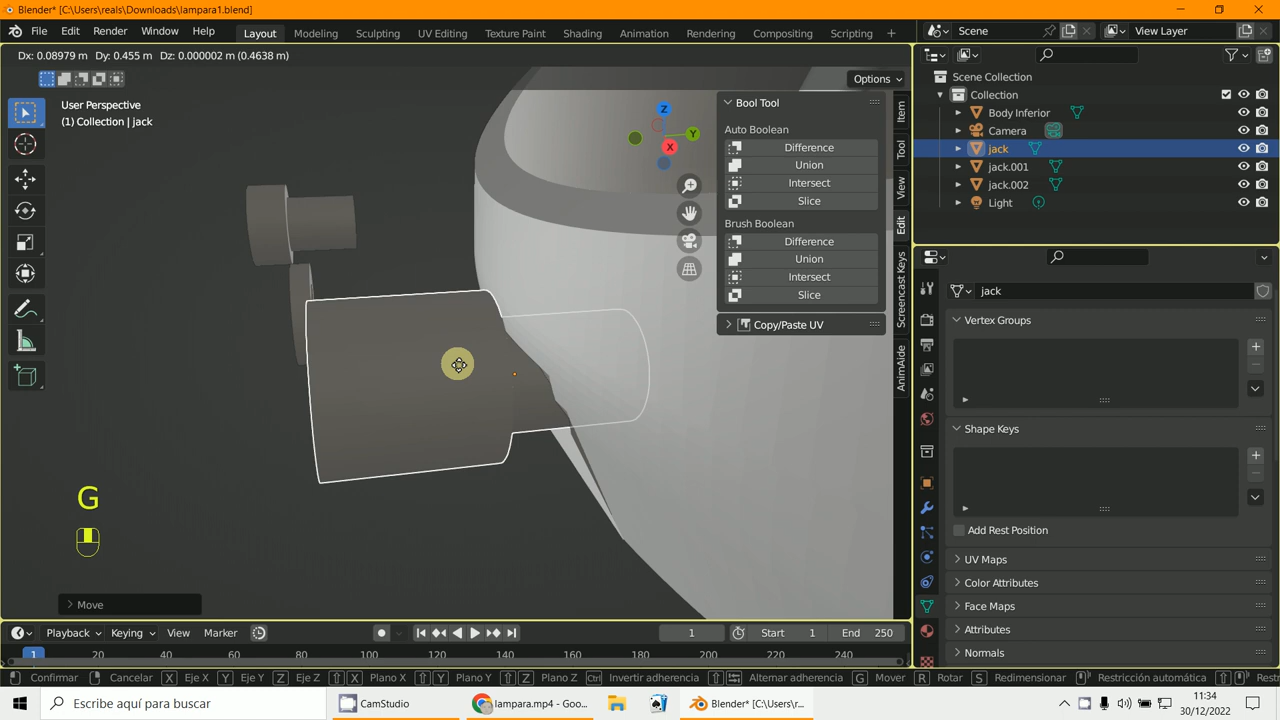 Blender* [C:\Users\reals\Downloads\lampara1.blend]
File Edit Render Window Help Layout Modeling Sculpting UV Editing Texture Paint Shading Animation Rendering Compositing Scripting + Scene View Layer
Dx: 0.08979 m Dy: 0.455 m Dz: 0.000002 m (0.4638 m)
Options
User Perspective
(1) Collection | jack
Z
Y
X
Bool Tool
Auto Boolean
Difference
Union
Intersect
Slice
Brush Boolean
Difference
Union
Intersect
Slice
Copy/Paste UV
Item
Tool
View
Edit
Screencast Keys
AnimAide
Scene Collection
Collection
Body Inferior
Camera
jack
jack.001
jack.002
Light
jack
Vertex Groups
Shape Keys
Add Rest Position
UV Maps
Color Attributes
Face Maps
Attributes
Normals
G
Move
Playback Keying View Marker 1 Start 1 End 250
1 20 40 60 80 100 120 140 160 180 200 220 240
Confirmar Cancelar X Eje X Y Eje Y Z Eje Z X Plano X Y Plano Y Z Plano Z Ctrl Invertir adherencia Alternar adherencia G Mover R Rotar S Redimensionar Restricción automática Restr
Escribe aquí para buscar CamStudio lampara.mp4 - Goo... Blender* [C:\Users\r...
11:34
30/12/2022